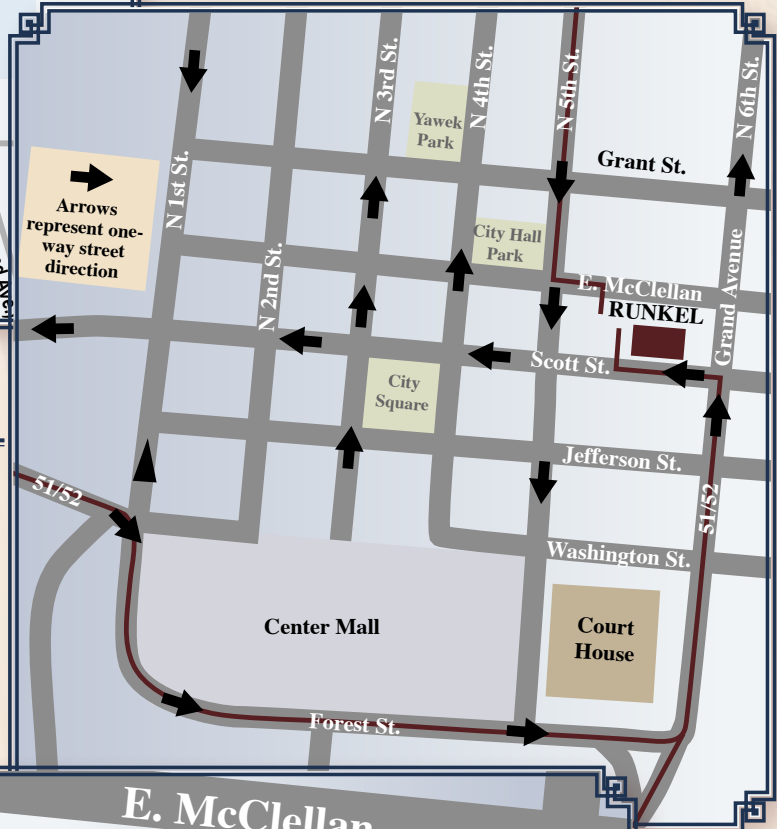 N 3rd St.
N 4th St.
N 5th St.
N 6th St.
Yawek
Park
Grant St.
N 1st St.
Arrows
represent one-
way street
direction
City Hall
Park
N 2nd St.
E. McClellan
RUNKEL
Grand Avenue
Scott St.
City
Square
Jefferson St.
51/52
51/52
Washington St.
Center Mall
Court
House
Forest St.
E. McClellan